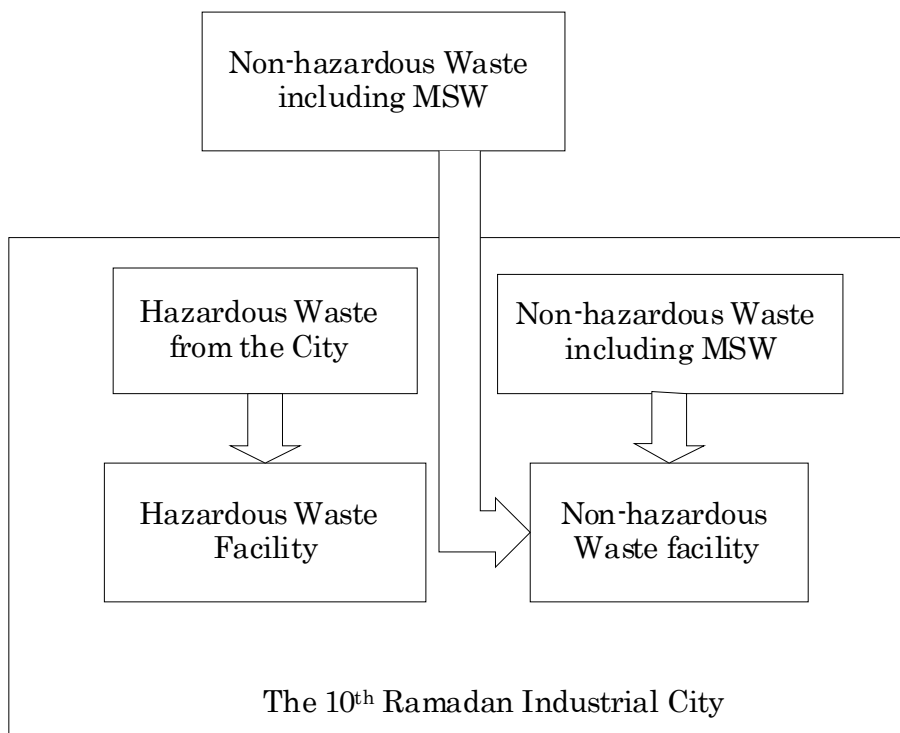 Non-hazardous Waste
including MSW
Hazardous Waste
from the City
Non-hazardous Waste
including MSW
Hazardous Waste
Facility
Non-hazardous
Waste facility
The 10th Ramadan Industrial City